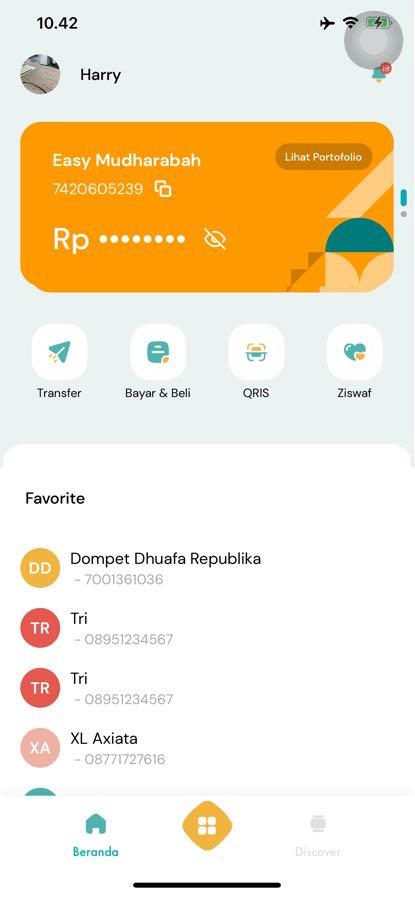 10.42
19
Harry
Easy Mudharabah
Lihat Portofolio
7420605239
Rp ••••••••
Transfer
Bayar & Beli
QRIS
Ziswaf
Favorite
DD
Dompet Dhuafa Republika
- 7001361036
TR
Tri
- 08951234567
TR
Tri
- 08951234567
XA
XL Axiata
- 08771727616
Beranda
Discover